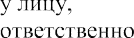 у лицу,
ответственно